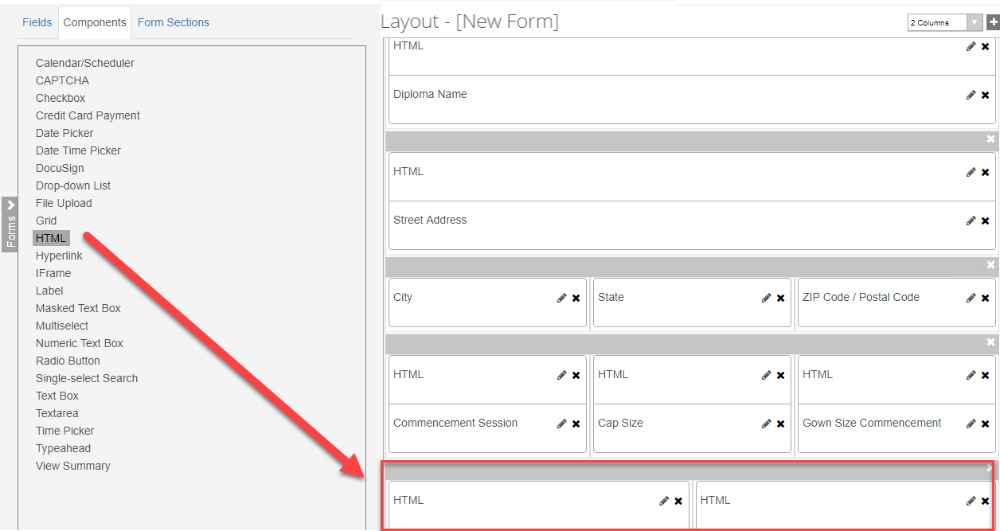 Fields Components Form Sections
Calendar/Scheduler
CAPTCHA
Checkbox
Credit Card Payment
Date Picker
Date Time Picker
DocuSign
Drop-down List
File Upload
Grid
HTML
Hyperlink
IFrame
Label
Masked Text Box
Multiselect
Numeric Text Box
Radio Button
Single-select Search
Text Box
Textarea
Time Picker
Typeahead
View Summary
Forms
Layout - [New Form] 2 Columns
HTML
Diploma Name
HTML
Street Address
City State ZIP Code / Postal Code
HTML HTML HTML
Commencement Session Cap Size Gown Size Commencement
HTML HTML